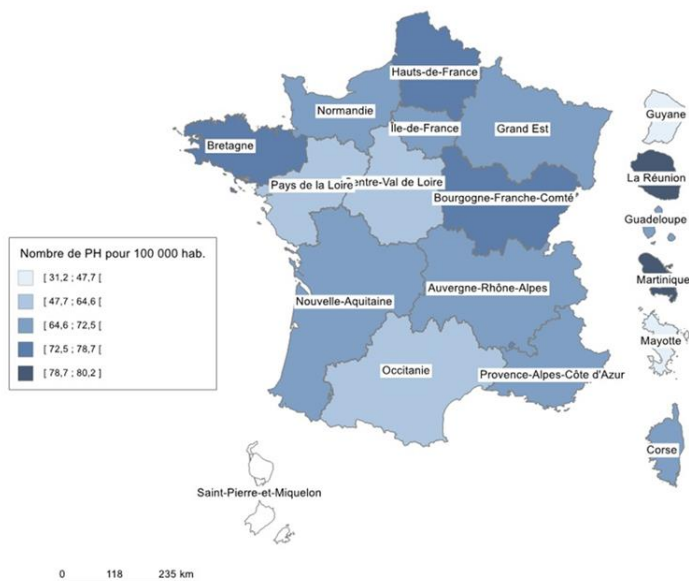 Hauts-de-France
Normandie
Île-de-France
Grand Est
Bretagne
Pays de la Loire
Centre-Val de Loire
Bourgogne-Franche-Comté
Nouvelle-Aquitaine
Auvergne-Rhône-Alpes
Occitanie
Provence-Alpes-Côte d'Azur
Guyane
La Réunion
Guadeloupe
Martinique
Mayotte
Corse
Nombre de PH pour 100 000 hab.
[ 31,2 ; 47,7 [
[ 47,7 ; 64,6 [
[ 64,6 ; 72,5 [
[ 72,5 ; 78,7 [
[ 78,7 ; 80,2 ]
Saint-Pierre-et-Miquelon
0 118 235 km